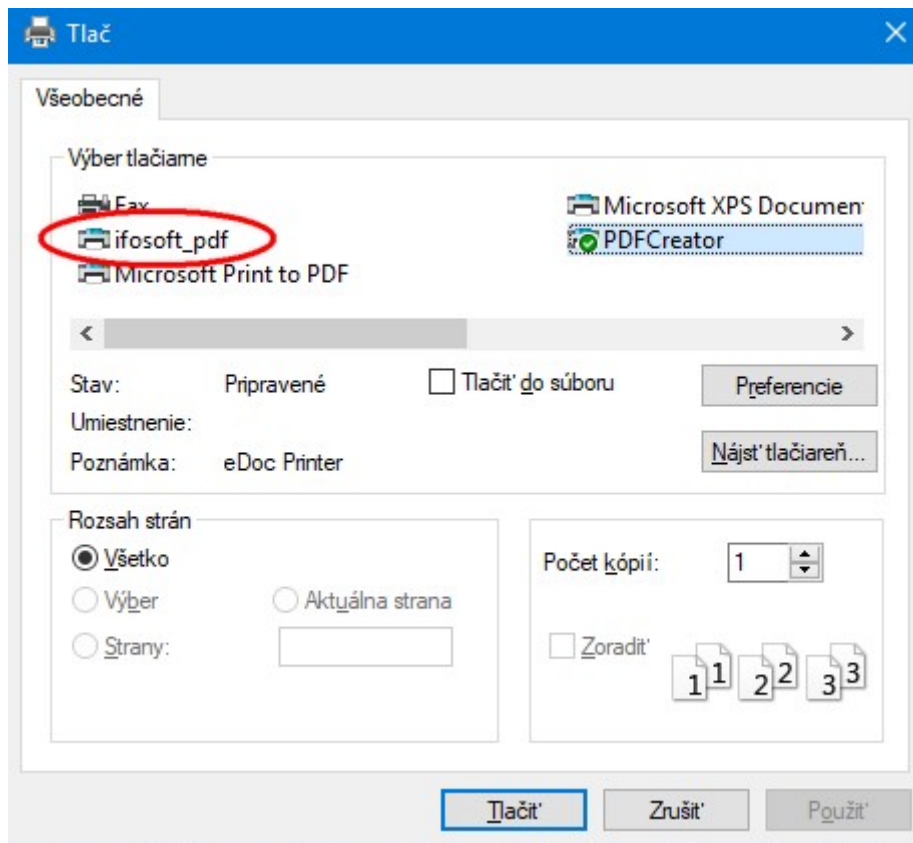 Tlač
Všeobecné
Výber tlačiarne
Fax
Microsoft XPS Documen
ifosoft_pdf
PDFCreator
Microsoft Print to PDF
Stav: Pripravené
Tlačiť do súboru
Preferencie
Umiestnenie:
Poznámka: eDoc Printer
Nájsť tlačiareň...
Rozsah strán
Všetko
Výber
Aktuálna strana
Strany:
Počet kópií: 1
Zoradiť
1 1 2 2 3 3
Tlačiť
Zrušiť
Použiť